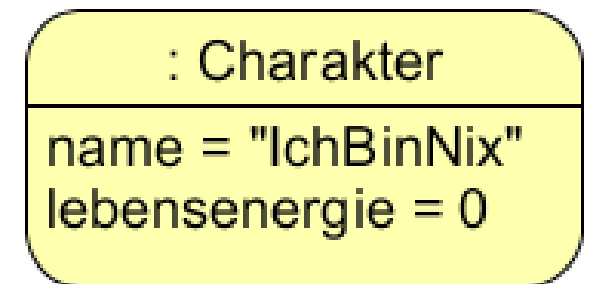 : Charakter
name = "IchBinNix"
lebensenergie = 0